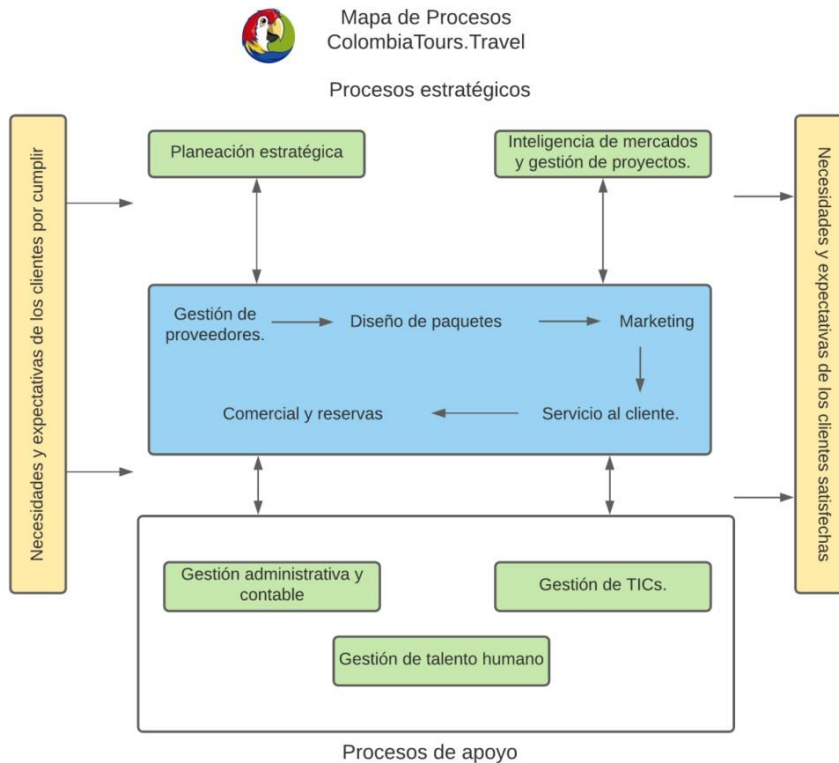 Mapa de Procesos
ColombiaTours.Travel
Procesos estratégicos
Necesidades y expectativas de los clientes por cumplir
Planeación estratégica
Inteligencia de mercados
y gestión de proyectos.
Necesidades y expectativas de los clientes satisfechas
Gestión de
proveedores.
Diseño de paquetes
Marketing
Comercial y reservas
Servicio al cliente.
Gestión administrativa y
contable
Gestión de TICs.
Gestión de talento humano
Procesos de apoyo